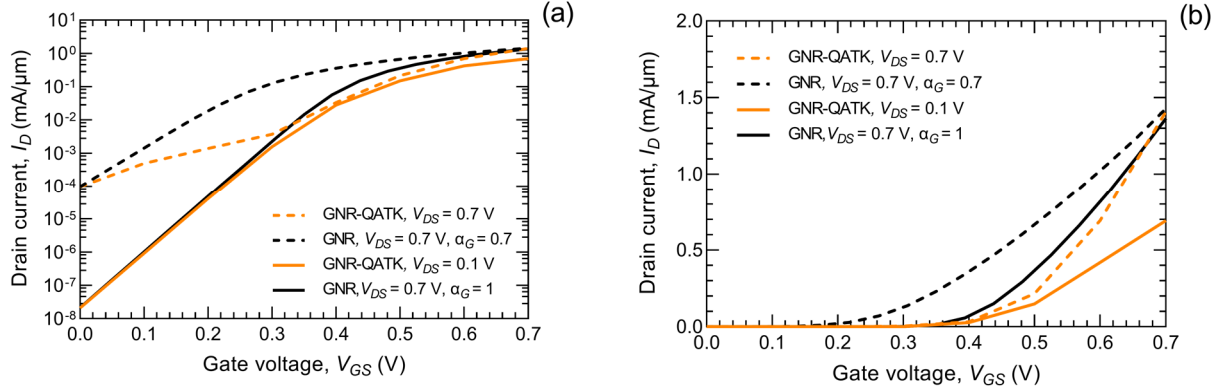 (a)
10¹
10⁰
10⁻¹
10⁻²
10⁻³
10⁻⁴
10⁻⁵
10⁻⁶
10⁻⁷
10⁻⁸
Drain current, I_D (mA/μm)
GNR-QATK, V_DS = 0.7 V
GNR, V_DS = 0.7 V, α_G = 0.7
GNR-QATK, V_DS = 0.1 V
GNR,V_DS = 0.7 V, α_G = 1
0.0 0.1 0.2 0.3 0.4 0.5 0.6 0.7
Gate voltage, V_GS (V)
(b)
2.0
1.5
1.0
0.5
0.0
Drain current, I_D (mA/μm)
GNR-QATK, V_DS = 0.7 V
GNR, V_DS = 0.7 V, α_G = 0.7
GNR-QATK, V_DS = 0.1 V
GNR,V_DS = 0.7 V, α_G = 1
0.0 0.1 0.2 0.3 0.4 0.5 0.6 0.7
Gate voltage, V_GS (V)